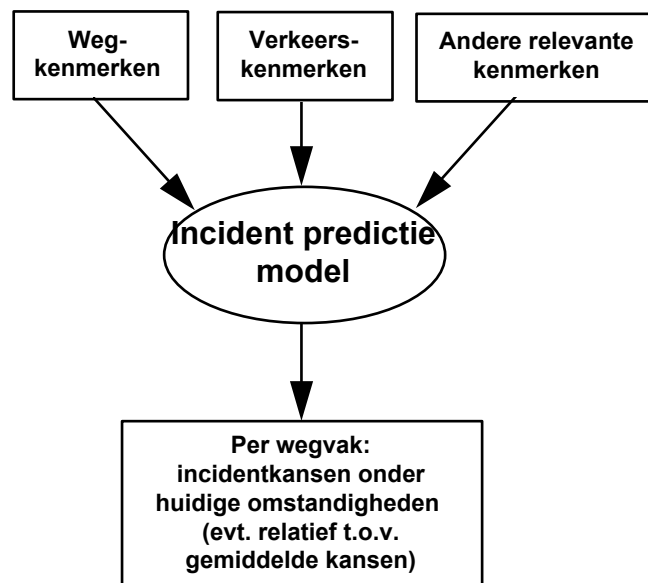 Weg-
kenmerken
Verkeers-
kenmerken
Andere relevante
kenmerken
Incident predictie
model
Per wegvak:
incidentkansen onder
huidige omstandigheden
(evt. relatief t.o.v.
gemiddelde kansen)